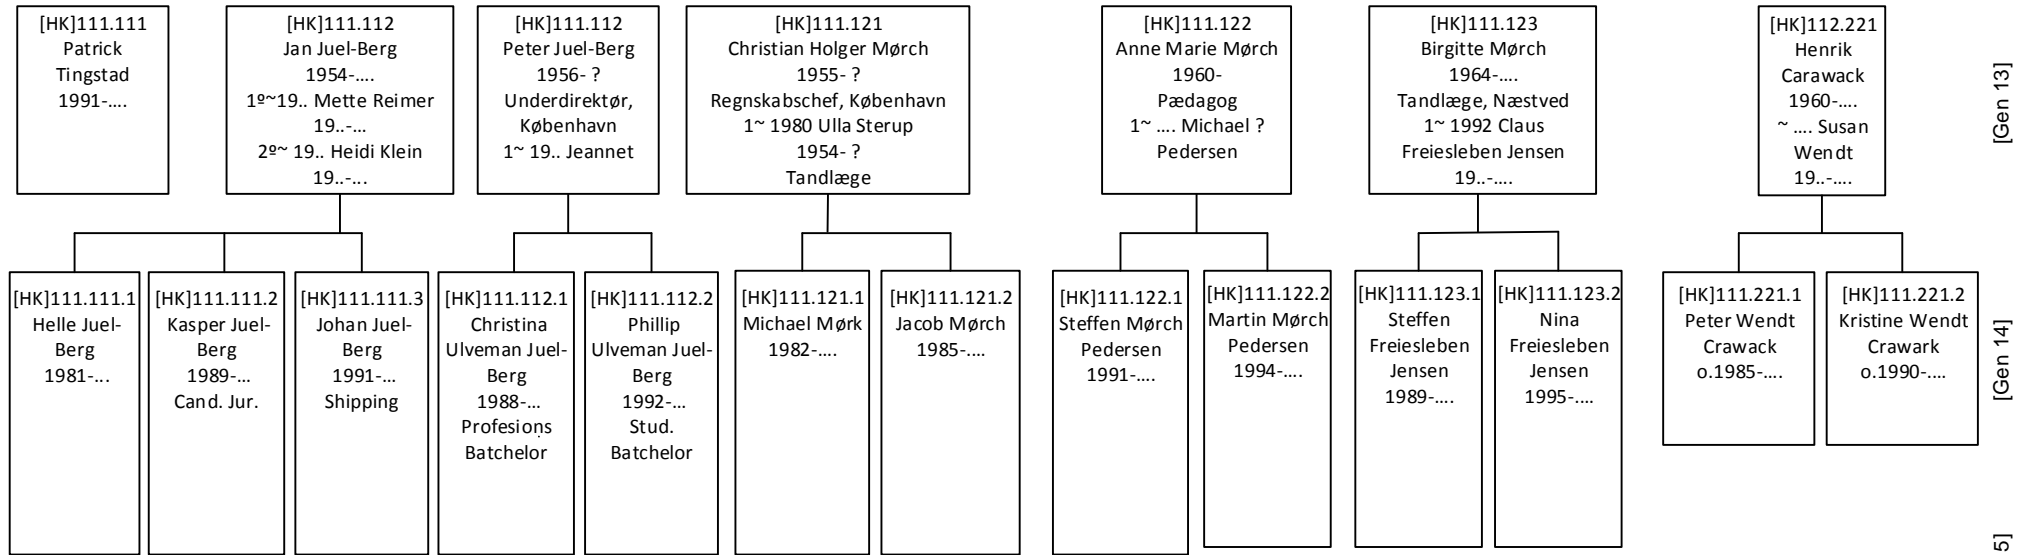 [HK]111.111
Patrick
Tingstad
1991-....
[HK]111.112
Jan Juel-Berg
1954-....
1º~19.. Mette Reimer
19..-...
2º~ 19.. Heidi Klein
19..-...
[HK]111.112
Peter Juel-Berg
1956- ?
Underdirektør,
København
1~ 19.. Jeannet
[HK]111.121
Christian Holger Mørch
1955- ?
Regnskabschef, København
1~ 1980 Ulla Sterup
1954- ?
Tandlæge
[HK]111.122
Anne Marie Mørch
1960-
Pædagog
1~ .... Michael ?
Pedersen
[HK]111.123
Birgitte Mørch
1964-....
Tandlæge, Næstved
1~ 1992 Claus
Freiesleben Jensen
19..-....
[HK]112.221
Henrik
Carawack
1960-....
~ .... Susan
Wendt
19..-....
[Gen 13]
[HK]111.111.1
Helle Juel-
Berg
1981-...
[HK]111.111.2
Kasper Juel-
Berg
1989-...
Cand. Jur.
[HK]111.111.3
Johan Juel-
Berg
1991-...
Shipping
[HK]111.112.1
Christina
Ulveman Juel-
Berg
1988-...
Profesions
Batchelor
[HK]111.112.2
Phillip
Ulveman Juel-
Berg
1992-...
Stud.
Batchelor
[HK]111.121.1
Michael Mørk
1982-....
[HK]111.121.2
Jacob Mørch
1985-....
[HK]111.122.1
Steffen Mørch
Pedersen
1991-....
[HK]111.122.2
Martin Mørch
Pedersen
1994-....
[HK]111.123.1
Steffen
Freiesleben
Jensen
1989-....
[HK]111.123.2
Nina
Freiesleben
Jensen
1995-....
[HK]111.221.1
Peter Wendt
Crawack
o.1985-....
[HK]111.221.2
Kristine Wendt
Crawark
o.1990-....
[Gen 14]
5]